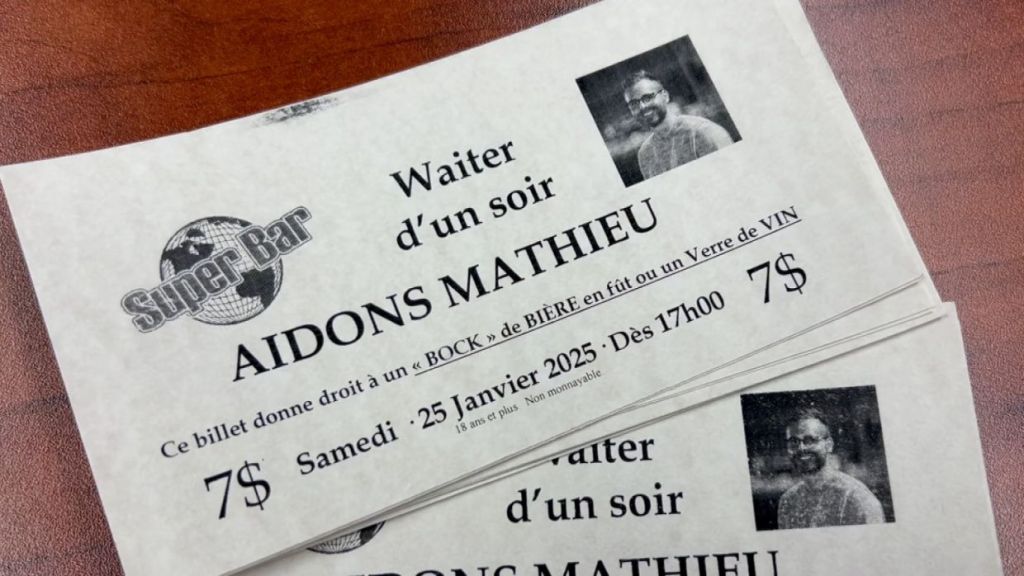 Super Bar
Waiter
d’un soir
AIDONS MATHIEU
Ce billet donne droit à un « BOCK » de BIÈRE en fût ou un Verre de VIN
7$ Samedi · 25 Janvier 2025 · Dès 17h00 7$
18 ans et plus Non monnayable
Waiter
d’un soir
AIDONS MATHIEU